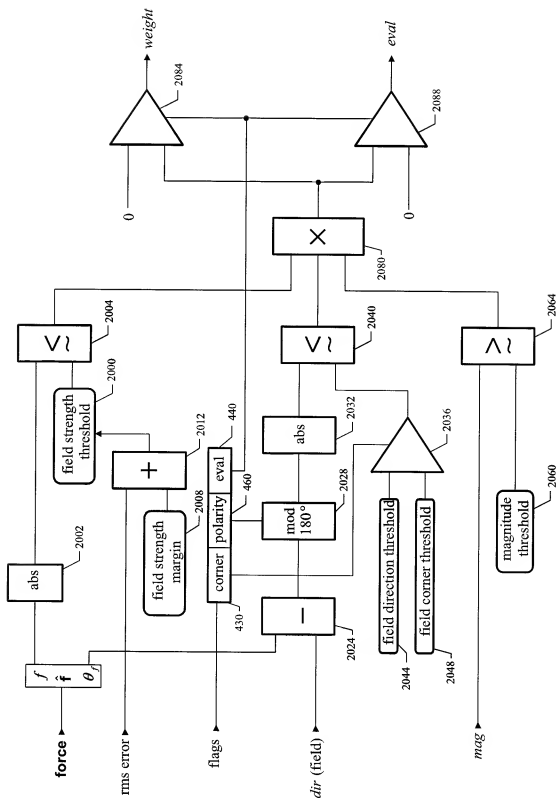 force
f
f̂
θ_f
abs
2002
rms error
field strength
threshold
2000
≲
2004
field strength
margin
2008
+
2012
flags
corner
polarity
eval
430
460
440
dir (field)
−
2024
mod
180°
2028
abs
2032
≲
2040
field direction threshold
2044
field corner threshold
2048
2036
mag
magnitude
threshold
2060
≳
2064
×
2080
0
2084
weight
0
2088
eval